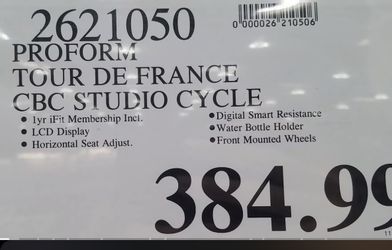 2621050
0 000026 210506
PROFORM
TOUR DE FRANCE
CBC STUDIO CYCLE
• 1yr iFit Membership Incl.
• LCD Display
• Horizontal Seat Adjust.
• Digital Smart Resistance
• Water Bottle Holder
• Front Mounted Wheels
384.99